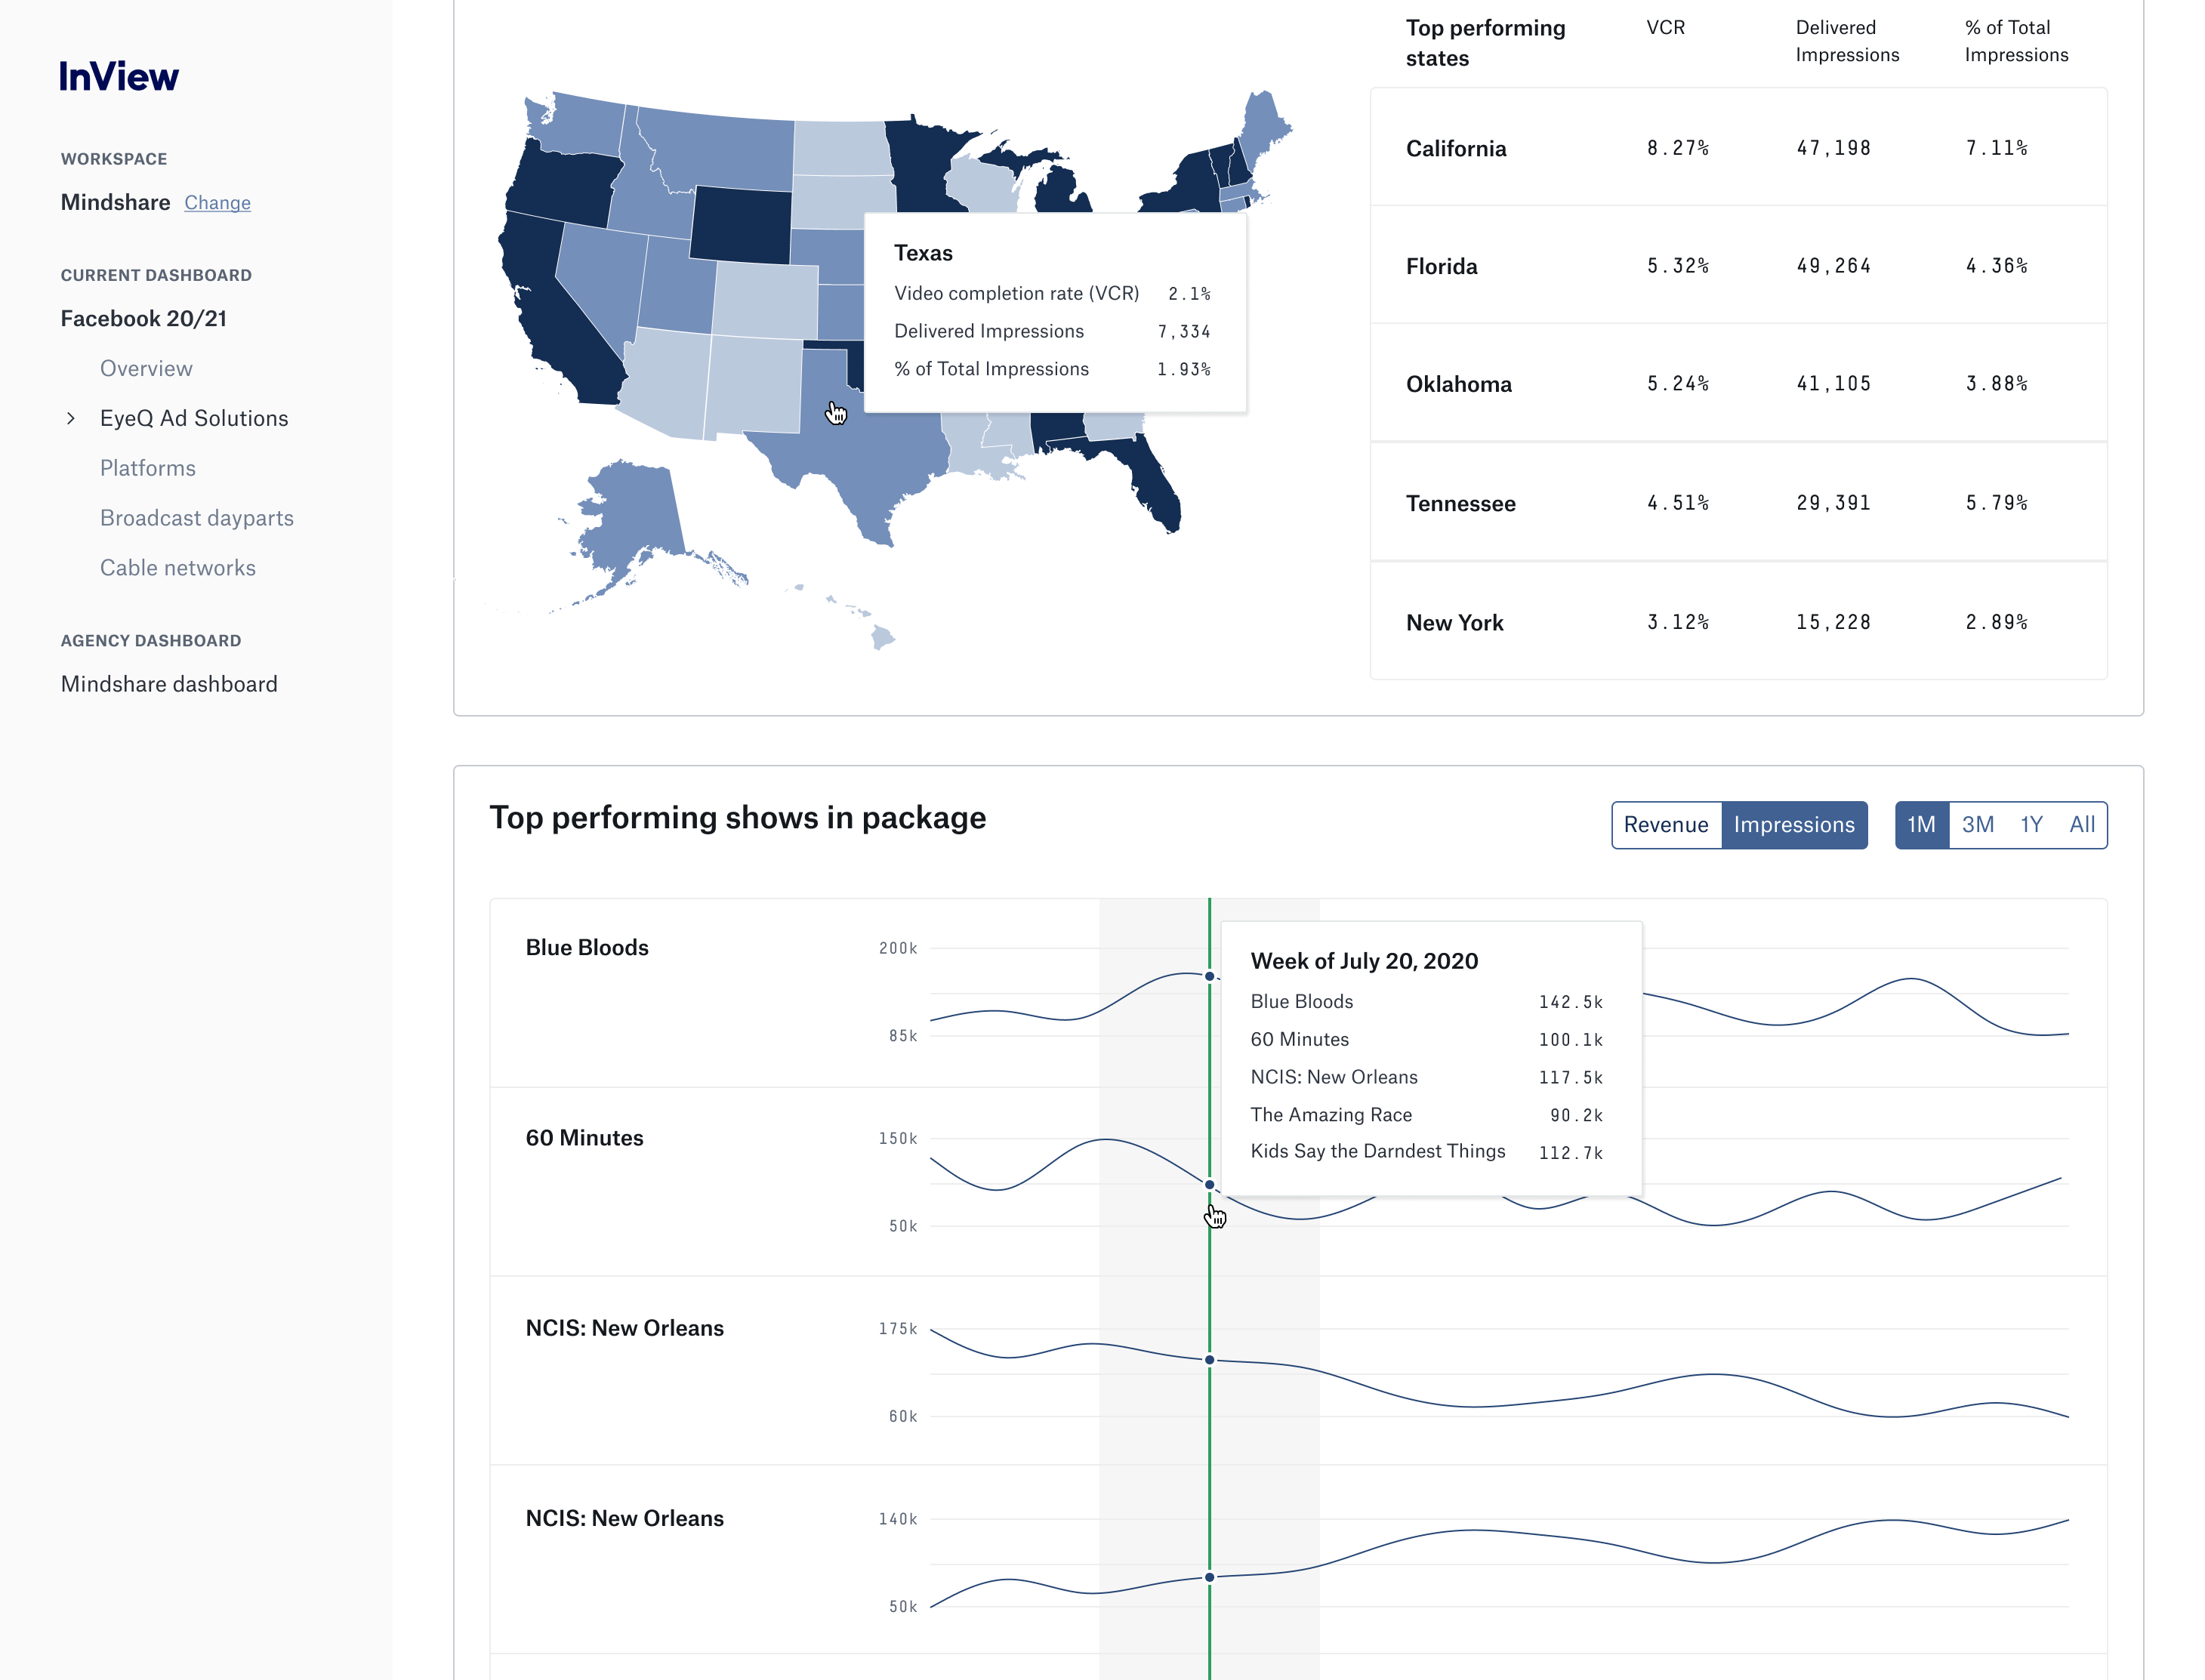 InView
WORKSPACE
Mindshare Change
CURRENT DASHBOARD
Facebook 20/21
Overview
EyeQ Ad Solutions
Platforms
Broadcast dayparts
Cable networks
AGENCY DASHBOARD
Mindshare dashboard
Texas
Video completion rate (VCR) 2.1%
Delivered Impressions 7,334
% of Total Impressions 1.93%
Top performing states VCR Delivered Impressions % of Total Impressions
California 8.27% 47,198 7.11%
Florida 5.32% 49,264 4.36%
Oklahoma 5.24% 41,105 3.88%
Tennessee 4.51% 29,391 5.79%
New York 3.12% 15,228 2.89%
Top performing shows in package
Revenue Impressions 1M 3M 1Y All
Blue Bloods
200k
85k
Week of July 20, 2020
Blue Bloods 142.5k
60 Minutes 100.1k
NCIS: New Orleans 117.5k
The Amazing Race 90.2k
Kids Say the Darndest Things 112.7k
60 Minutes
150k
50k
NCIS: New Orleans
175k
60k
NCIS: New Orleans
140k
50k